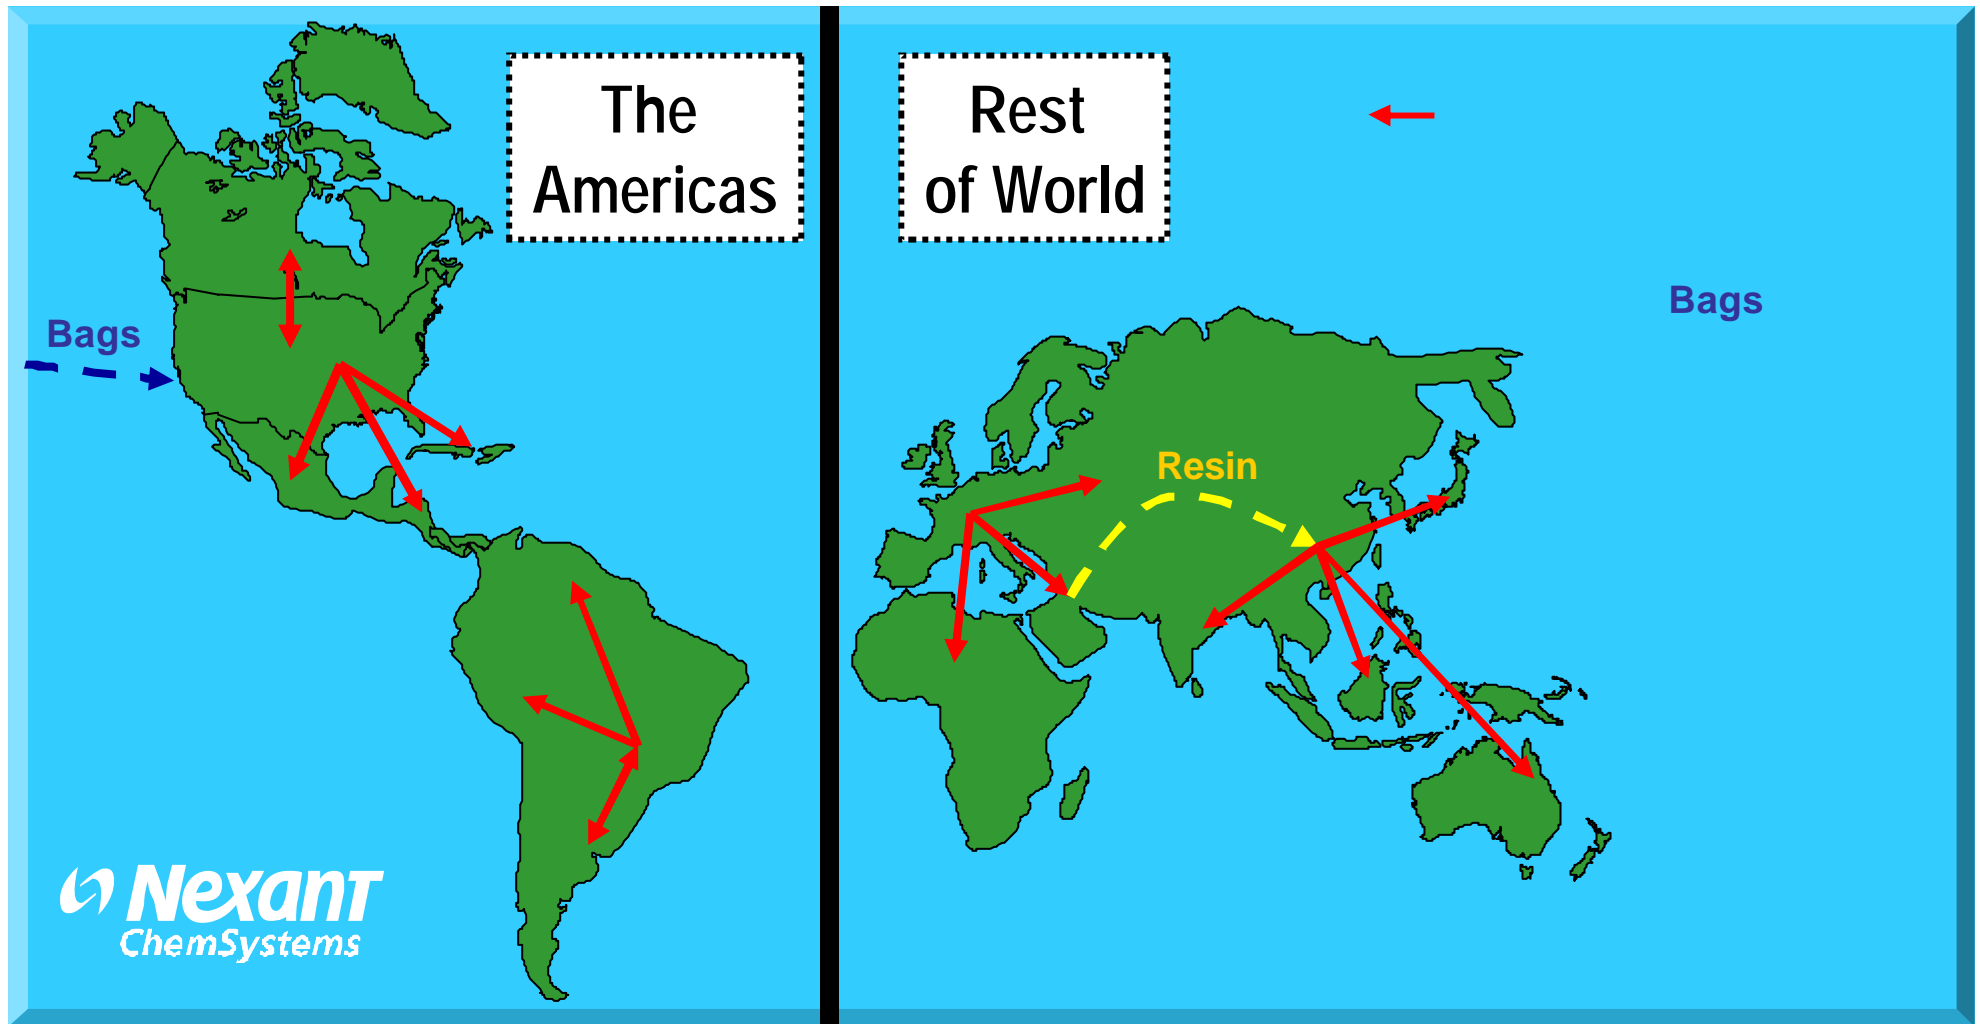 The
Americas
Rest
of World
Bags
Bags
Resin
Nexant
ChemSystems